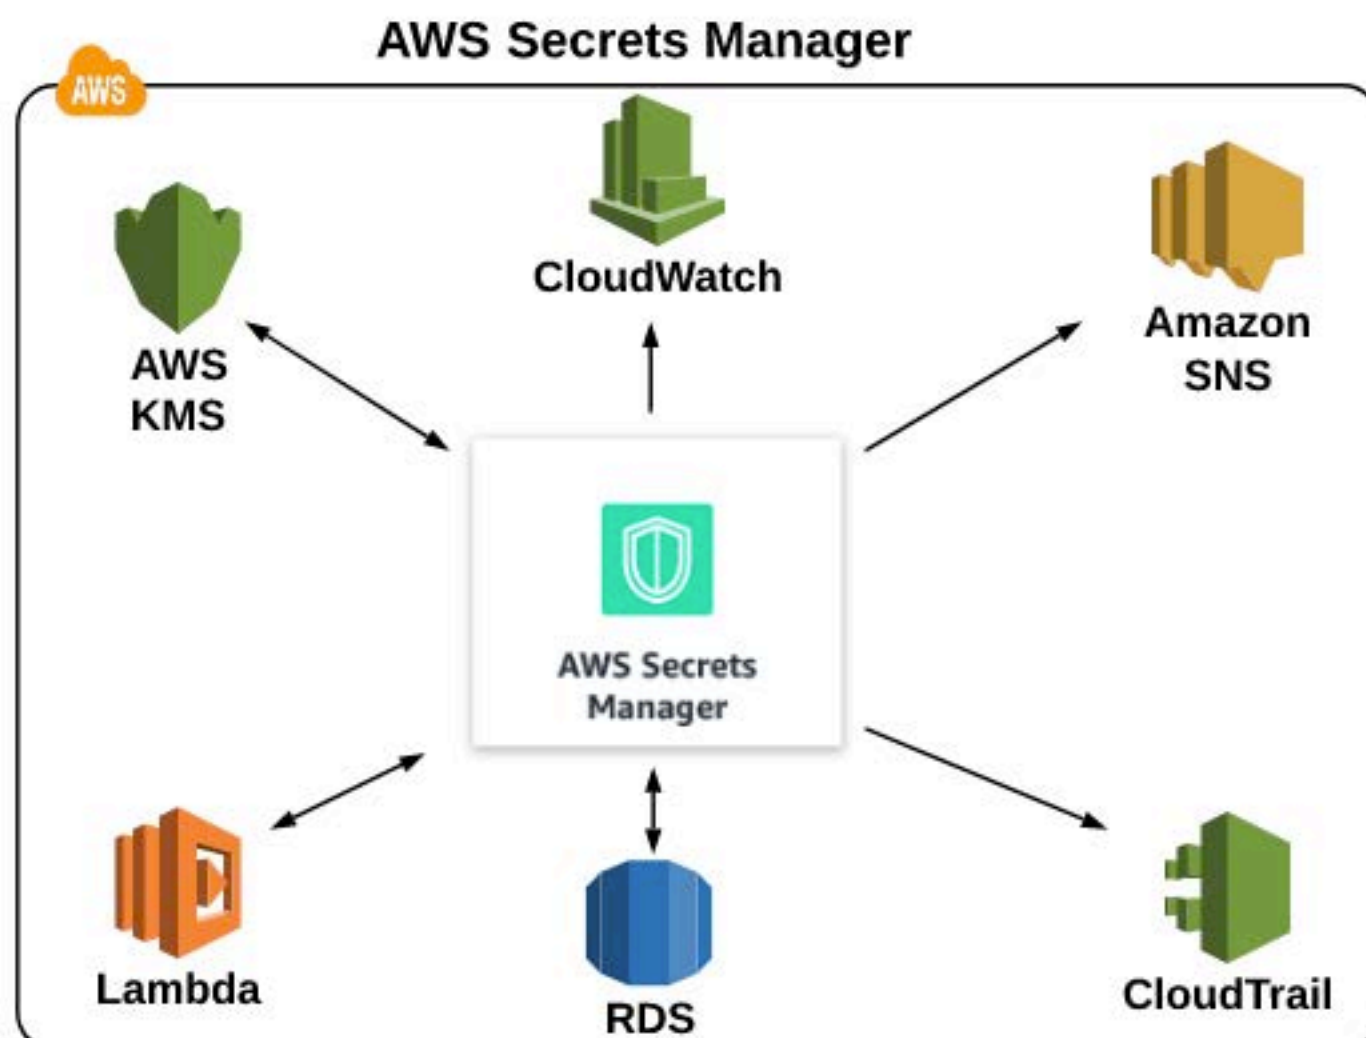 AWS Secrets Manager
AWS
CloudWatch
Amazon
SNS
AWS
KMS
AWS Secrets
Manager
Lambda
RDS
CloudTrail